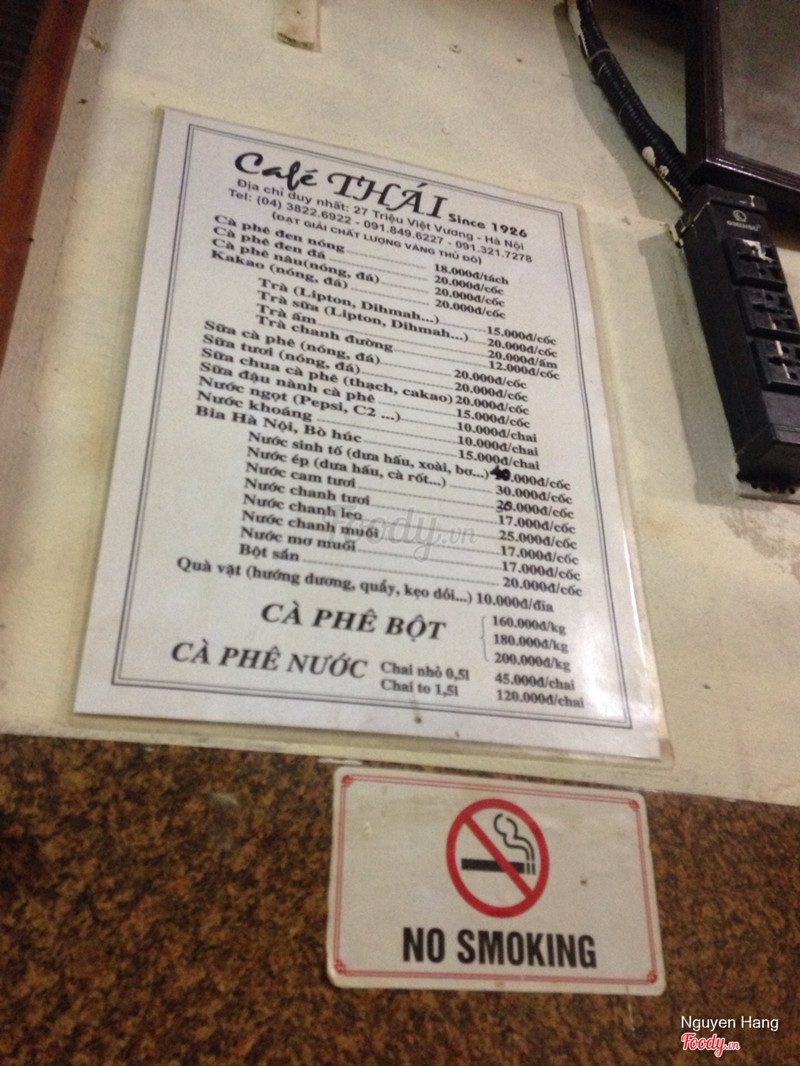 Café THÁI Since 1926
Địa chỉ duy nhất: 27 Triệu Việt Vương - Hà Nội
Tel: (04) 3822.6922 - 091.849.6227 - 091.321.7278
(ĐẠT GIẢI CHẤT LƯỢNG VÀNG THỦ ĐÔ)
Cà phê đen nóng 18.000đ/tách
Cà phê đen đá 20.000đ/cốc
Cà phê nâu(nóng, đá) 20.000đ/cốc
Kakao (nóng, đá) 20.000đ/cốc
Trà (Lipton, Dihmah...) 15.000đ/cốc
Trà sữa (Lipton, Dihmah...) 20.000đ/cốc
Trà ấm 20.000đ/ấm
Trà chanh đường 12.000đ/cốc
Sữa cà phê (nóng, đá) 20.000đ/cốc
Sữa tươi (nóng, đá) 20.000đ/cốc
Sữa chua cà phê (thạch, cakao) 20.000đ/cốc
Sữa đậu nành cà phê 15.000đ/cốc
Nước ngọt (Pepsi, C2 ...) 10.000đ/chai
Nước khoáng 10.000đ/chai
Bia Hà Nội, Bò húc 15.000đ/chai
Nước sinh tố (dưa hấu, xoài, bơ...) 40.000đ/cốc
Nước ép (dưa hấu, cà rốt...) 30.000đ/cốc
Nước cam tươi 25.000đ/cốc
Nước chanh tươi 17.000đ/cốc
Nước chanh leo 25.000đ/cốc
Nước chanh muối 17.000đ/cốc
Nước mơ muối 17.000đ/cốc
Bột sắn 20.000đ/cốc
Quà vặt (hướng dương, quẩy, kẹo dồi...) 10.000đ/đĩa
CÀ PHÊ BỘT 160.000đ/kg
180.000đ/kg
200.000đ/kg
CÀ PHÊ NƯỚC Chai nhỏ 0,5l 45.000đ/chai
Chai to 1,5l 120.000đ/chai
foody.vn
NO SMOKING
Nguyen Hang
Foody.vn